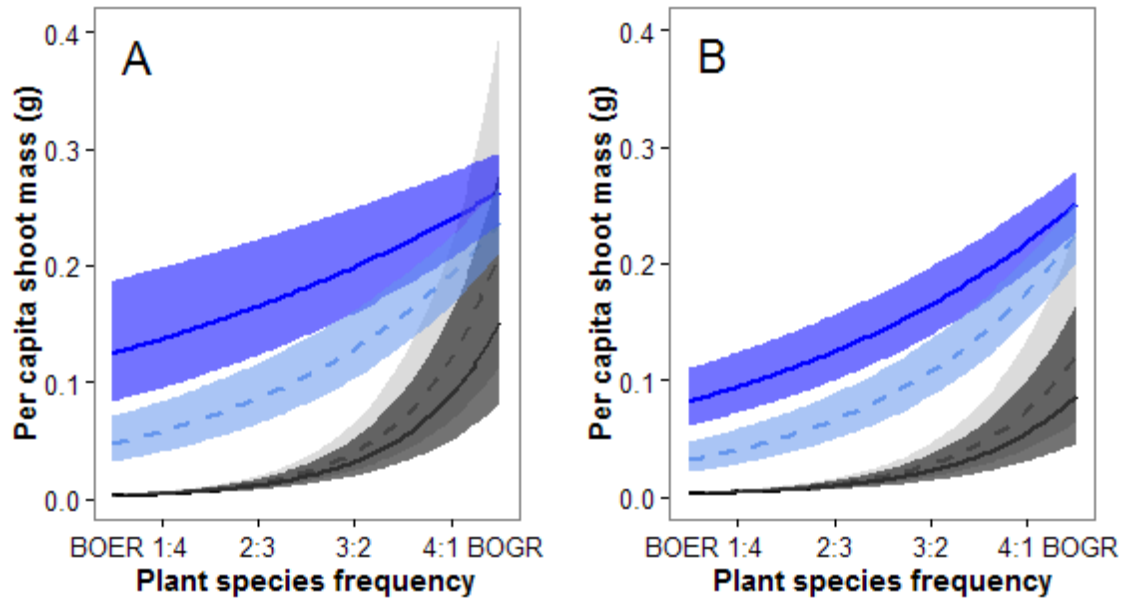 A
Per capita shoot mass (g)
0.4
0.3
0.2
0.1
0.0
BOER 1:4 2:3 3:2 4:1 BOGR
Plant species frequency
B
Per capita shoot mass (g)
0.4
0.3
0.2
0.1
0.0
BOER 1:4 2:3 3:2 4:1 BOGR
Plant species frequency